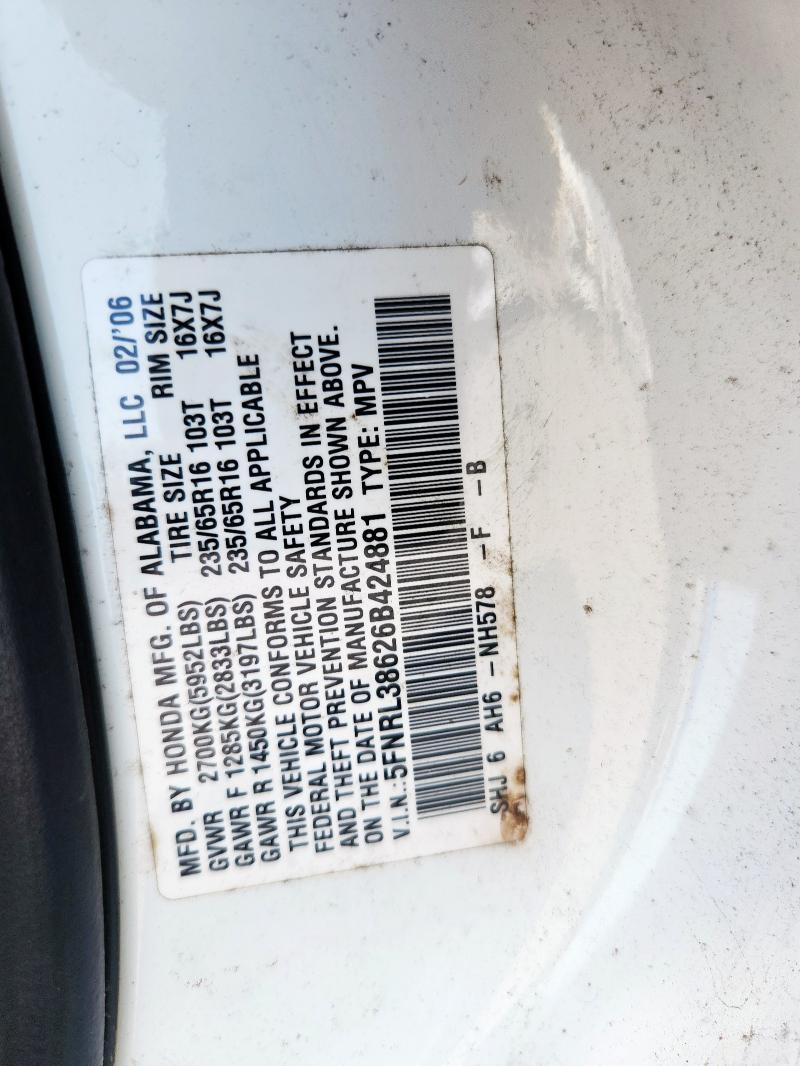 MFD. BY HONDA MFG. OF ALABAMA, LLC 02/'06
TIRE SIZE RIM SIZE
GVWR 2700KG(5952LBS)
GAWR F 1285KG(2833LBS) 235/65R16 103T 16X7J
GAWR R 1450KG(3197LBS) 235/65R16 103T 16X7J
THIS VEHICLE CONFORMS TO ALL APPLICABLE
FEDERAL MOTOR VEHICLE SAFETY
AND THEFT PREVENTION STANDARDS IN EFFECT
ON THE DATE OF MANUFACTURE SHOWN ABOVE.
V.I.N.:5FNRL38626B424881 TYPE: MPV
SHJ 6 AH6 -NH578 -F -B